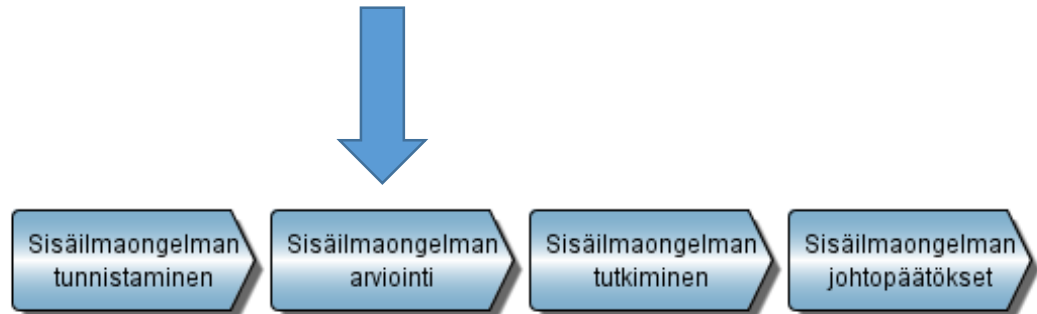 Sisäilmaongelman
tunnistaminen
Sisäilmaongelman
arviointi
Sisäilmaongelman
tutkiminen
Sisäilmaongelman
johtopäätökset